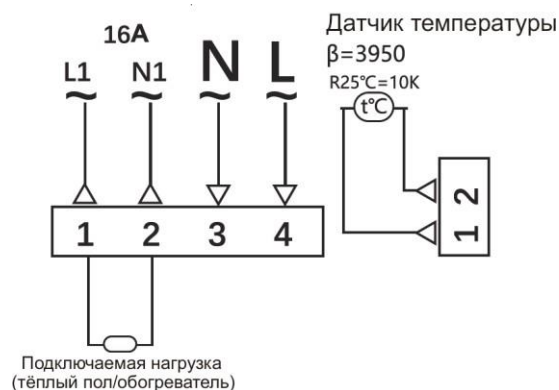 16A
L1 N1 N L
~ ~ ~ ~
1 2 3 4
Подключаемая нагрузка
(тёплый пол/обогреватель)
Датчик температуры
β=3950
R25℃=10K
t℃
1 2